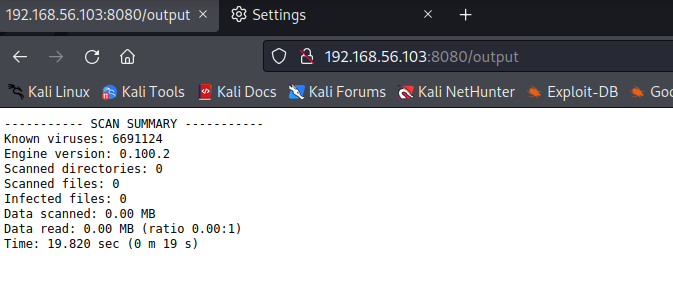 192.168.56.103:8080/output
Settings
192.168.56.103:8080/output
Kali Linux Kali Tools Kali Docs Kali Forums Kali NetHunter Exploit-DB
----------- SCAN SUMMARY -----------
Known viruses: 6691124
Engine version: 0.100.2
Scanned directories: 0
Scanned files: 0
Infected files: 0
Data scanned: 0.00 MB
Data read: 0.00 MB (ratio 0.00:1)
Time: 19.820 sec (0 m 19 s)